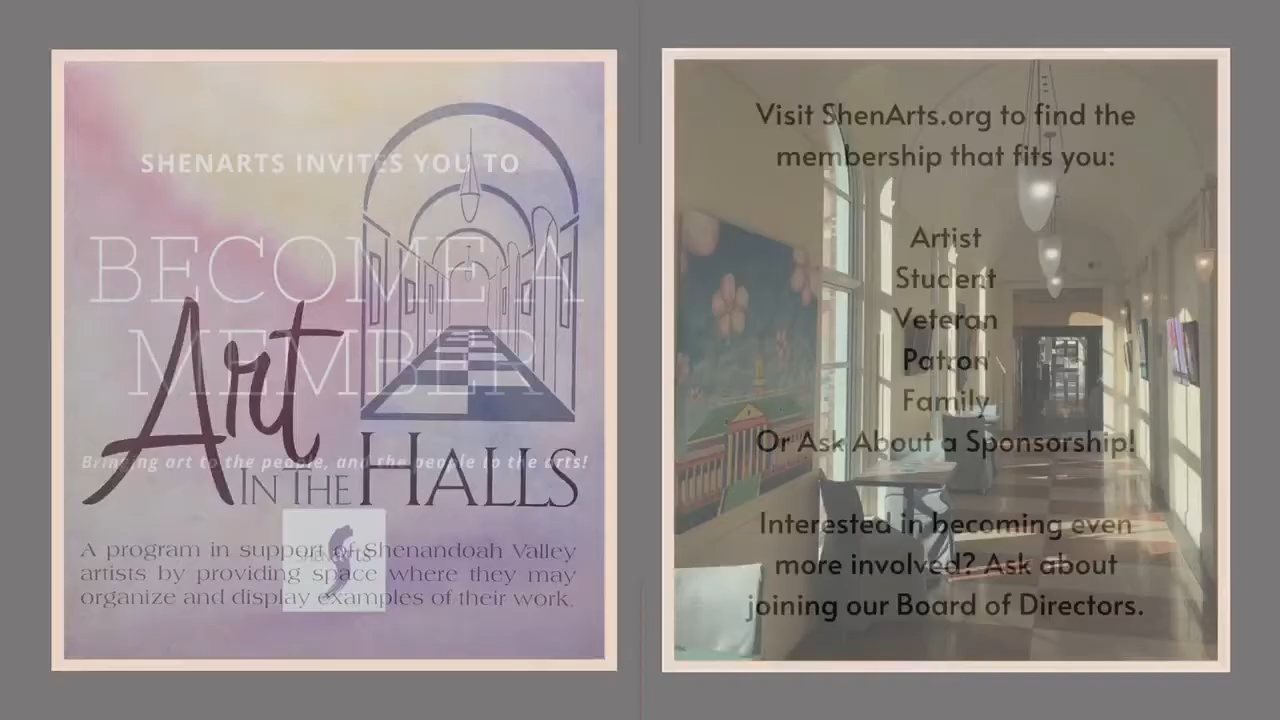 SHENARTS INVITES YOU TO
BECOME A
MEMBER
Bringing art to the people, and the people to the arts!
Art
IN THE HALLS
A program in support of Shenandoah Valley
artists by providing space where they may
organize and display examples of their work.
Visit ShenArts.org to find the
membership that fits you:
Artist
Student
Veteran
Patron
Family
Or Ask About a Sponsorship!
Interested in becoming even
more involved? Ask about
joining our Board of Directors.